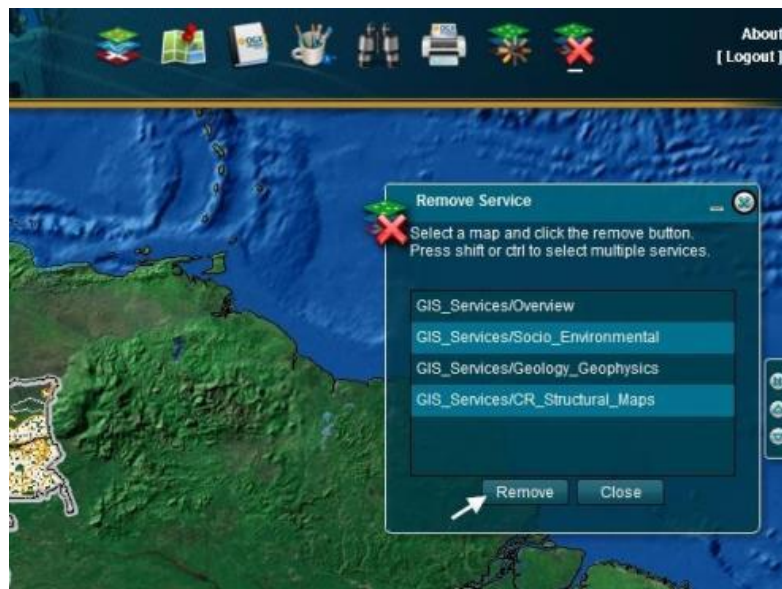 OGX
About
[ Logout ]
Remove Service
Select a map and click the remove button.
Press shift or ctrl to select multiple services.
GIS_Services/Overview
GIS_Services/Socio_Environmental
GIS_Services/Geology_Geophysics
GIS_Services/CR_Structural_Maps
Remove
Close